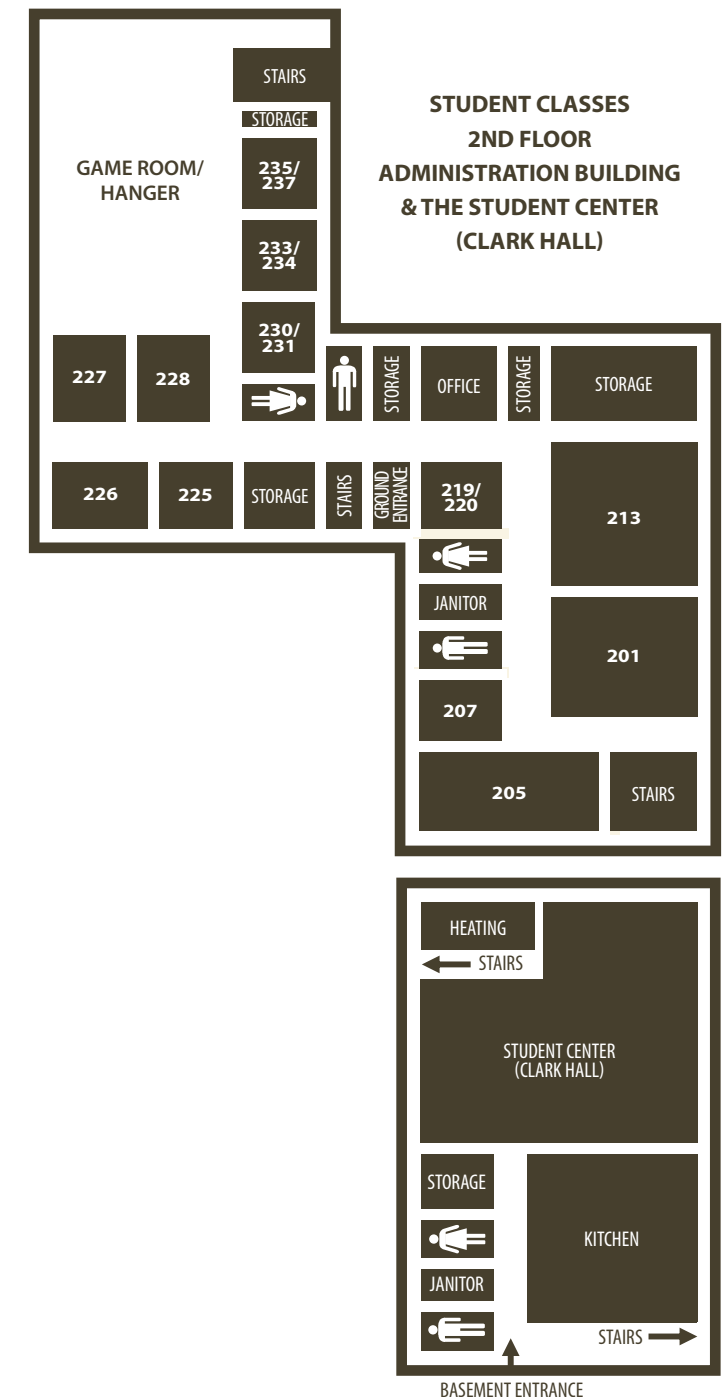 STUDENT CLASSES
2ND FLOOR
ADMINISTRATION BUILDING
& THE STUDENT CENTER
(CLARK HALL)
STAIRS
STORAGE
GAME ROOM/
HANGER
235/
237
233/
234
230/
231
227
228
STORAGE
OFFICE
STORAGE
STORAGE
226
225
STORAGE
STAIRS
GROUND
ENTRANCE
219/
220
213
JANITOR
201
207
205
STAIRS
HEATING
STAIRS
STUDENT CENTER
(CLARK HALL)
STORAGE
KITCHEN
JANITOR
STAIRS
BASEMENT ENTRANCE